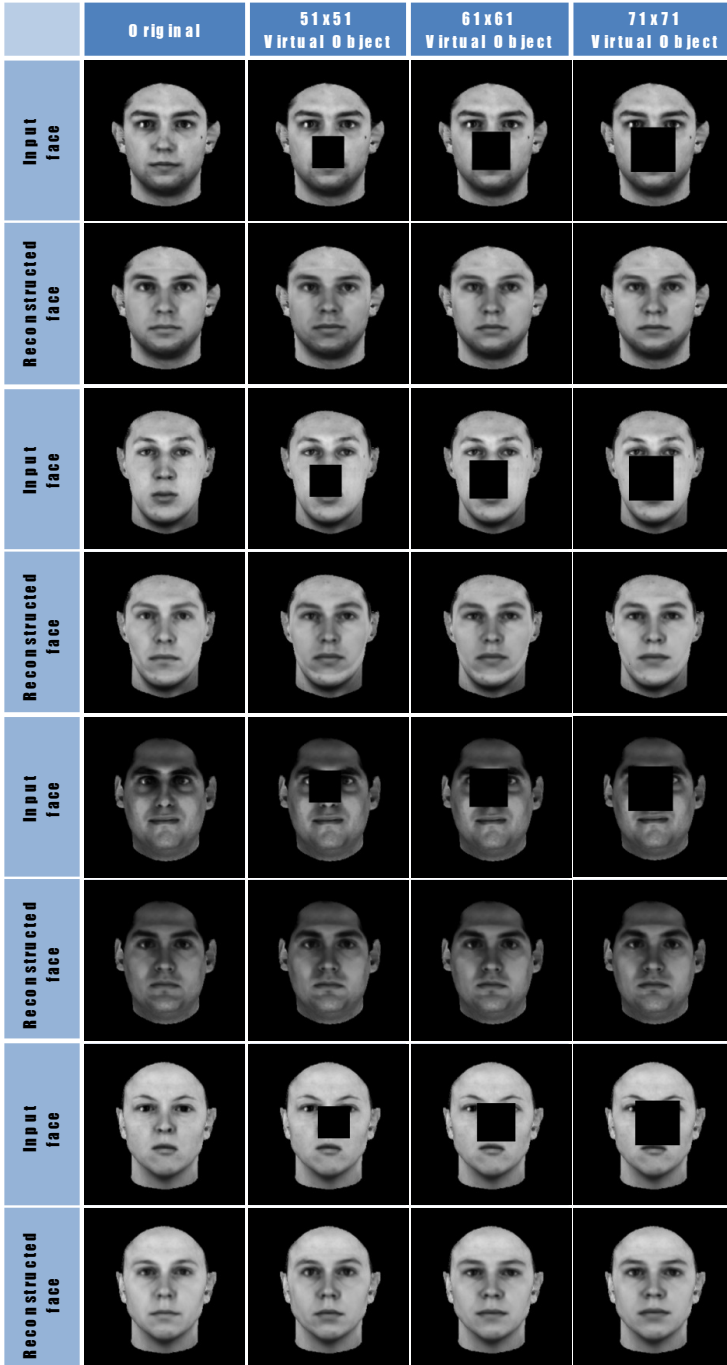 Original
51x51
Virtual Object
61x61
Virtual Object
71x71
Virtual Object
Input
face
Reconstructed
face
Input
face
Reconstructed
face
Input
face
Reconstructed
face
Input
face
Reconstructed
face